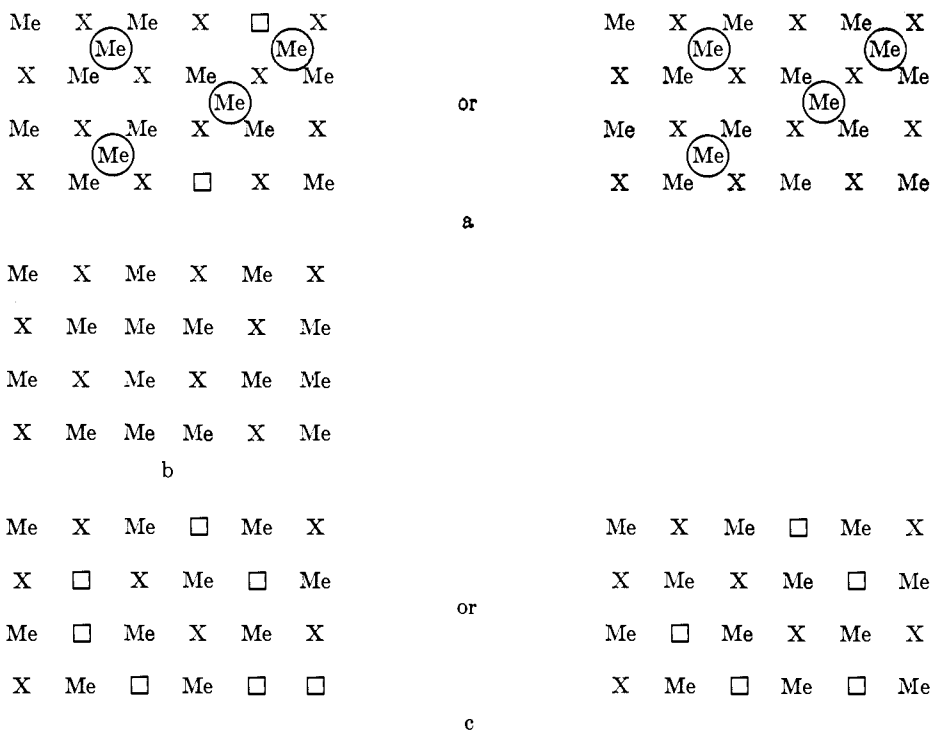 Me X Me X □ X Me X Me X Me X
Me Me Me Me
X Me X Me X Me or X Me X Me X Me
Me Me
Me X Me X Me X Me X Me X Me X
Me Me
X Me X □ X Me X Me X Me X Me
a
Me X Me X Me X
X Me Me Me X Me
Me X Me X Me Me
X Me Me Me X Me
b
Me X Me □ Me X Me X Me □ Me X
X □ X Me □ Me X Me X Me □ Me
or
Me □ Me X Me X Me □ Me X Me X
X Me □ Me □ □ X Me □ Me □ Me
c